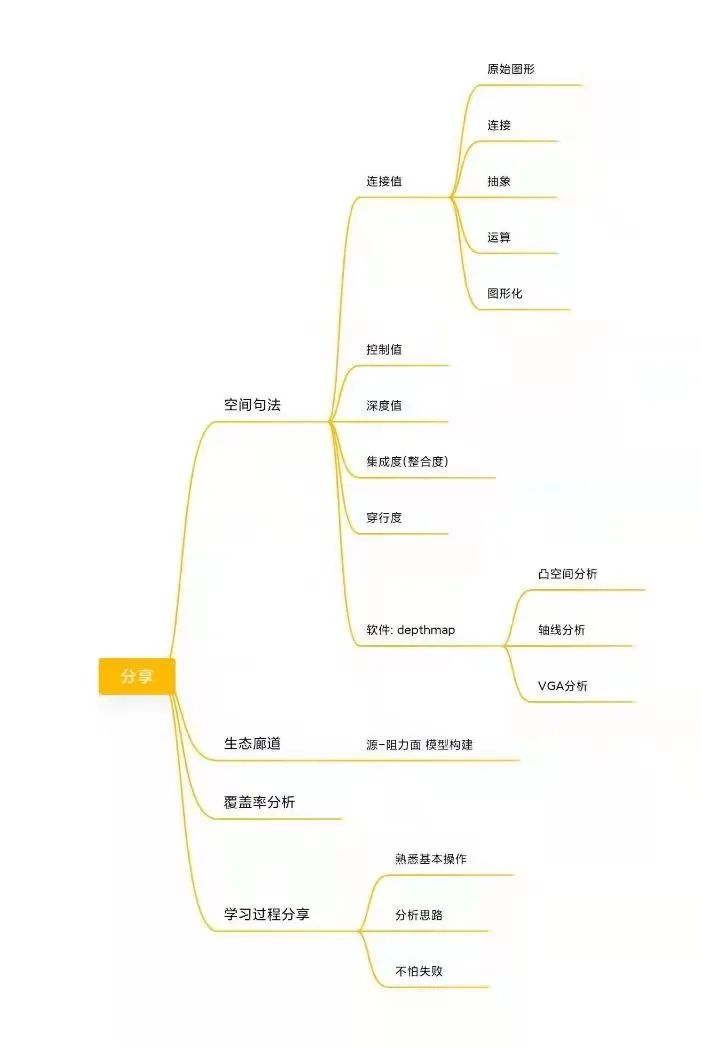 原始图形
连接
连接值
抽象
运算
图形化
控制值
空间句法
深度值
集成度(整合度)
穿行度
凸空间分析
软件: depthmap
轴线分析
VGA分析
分享
生态廊道
源-阻力面 模型构建
覆盖率分析
熟悉基本操作
学习过程分享
分析思路
不怕失败